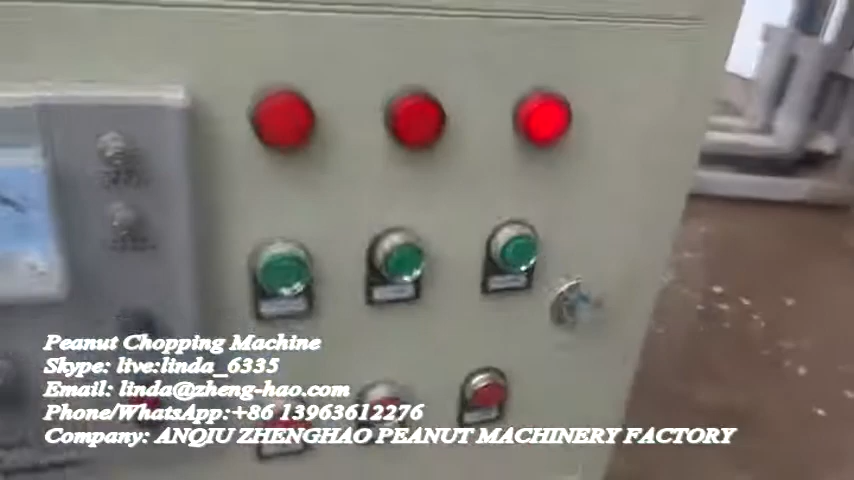 Peanut Chopping Machine
Skype: live:linda_6335
Email: linda@zheng-hao.com
Phone/WhatsApp:+86 13963612276
Company: ANQIU ZHENGHAO PEANUT MACHINERY FACTORY